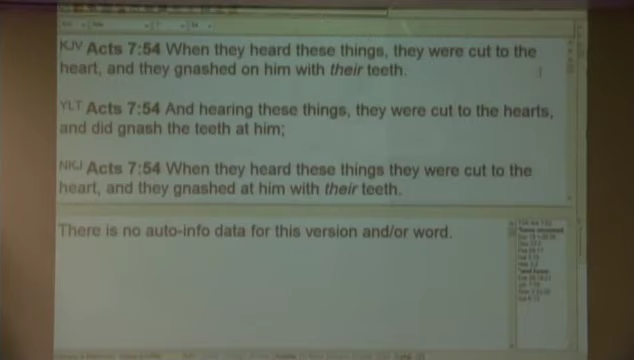 KJV Acts 7:54 When they heard these things, they were cut to the
heart, and they gnashed on him with their teeth.
YLT Acts 7:54 And hearing these things, they were cut to the hearts,
and did gnash the teeth at him;
NKJ Acts 7:54 When they heard these things they were cut to the
heart, and they gnashed at him with their teeth.
There is no auto-info data for this version and/or word.